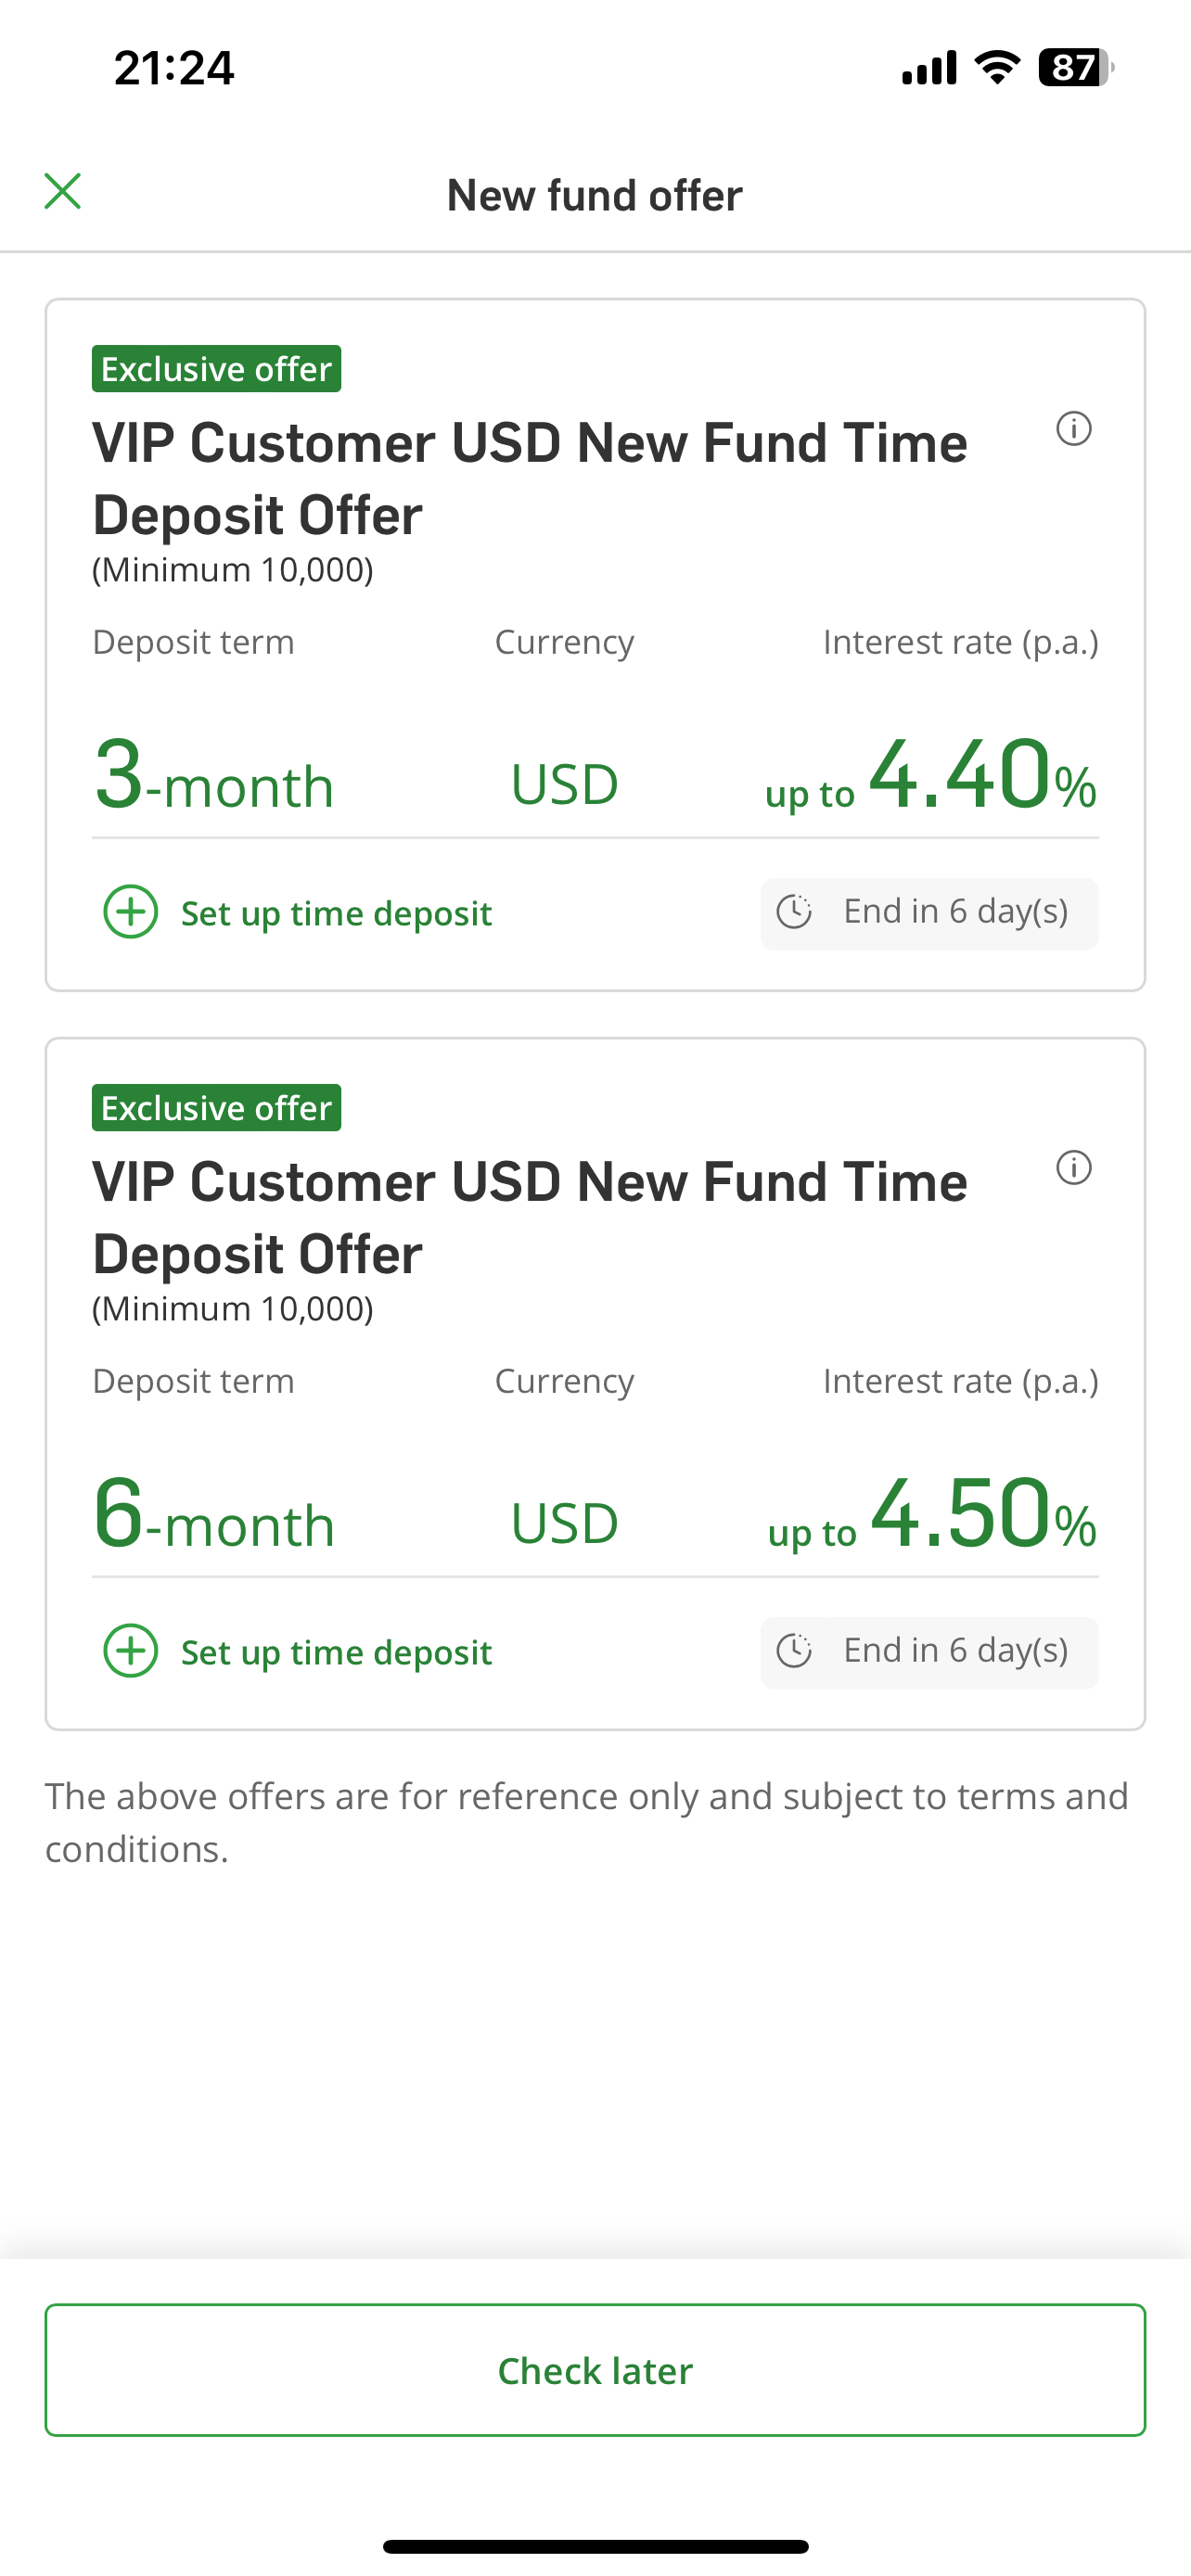 21:24
87
New fund offer
Exclusive offer
VIP Customer USD New Fund Time
Deposit Offer
(Minimum 10,000)
Deposit term Currency Interest rate (p.a.)
3-month USD up to 4.40%
Set up time deposit End in 6 day(s)
Exclusive offer
VIP Customer USD New Fund Time
Deposit Offer
(Minimum 10,000)
Deposit term Currency Interest rate (p.a.)
6-month USD up to 4.50%
Set up time deposit End in 6 day(s)
The above offers are for reference only and subject to terms and
conditions.
Check later